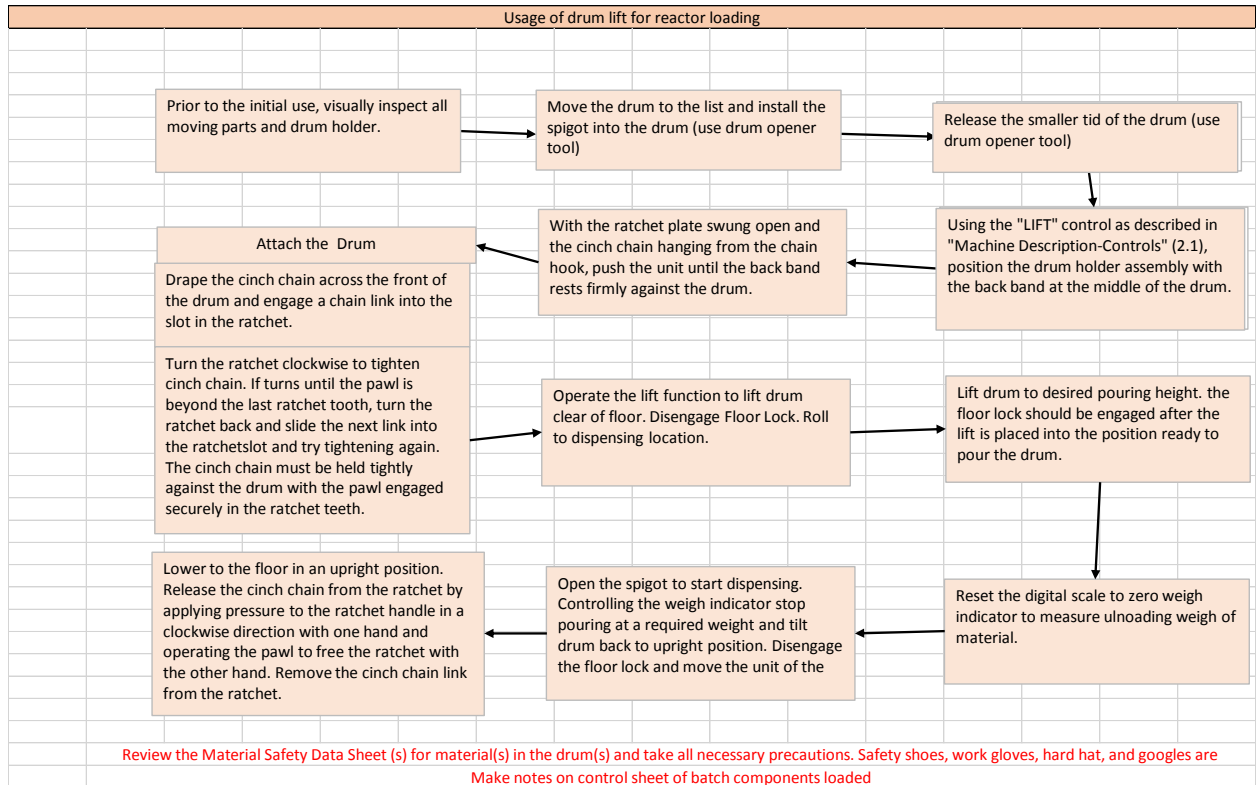 Usage of drum lift for reactor loading
Prior to the initial use, visually inspect all
moving parts and drum holder.
Move the drum to the list and install the
spigot into the drum (use drum opener
tool)
Release the smaller tid of the drum (use
drum opener tool)
Using the "LIFT" control as described in
"Machine Description-Controls" (2.1),
position the drum holder assembly with
the back band at the middle of the drum.
With the ratchet plate swung open and
the cinch chain hanging from the chain
hook, push the unit until the back band
rests firmly against the drum.
Attach the Drum
Drape the cinch chain across the front of
the drum and engage a chain link into the
slot in the ratchet.
Turn the ratchet clockwise to tighten
cinch chain. If turns until the pawl is
beyond the last ratchet tooth, turn the
ratchet back and slide the next link into
the ratchetslot and try tightening again.
The cinch chain must be held tightly
against the drum with the pawl engaged
securely in the ratchet teeth.
Operate the lift function to lift drum
clear of floor. Disengage Floor Lock. Roll
to dispensing location.
Lift drum to desired pouring height. the
floor lock should be engaged after the
lift is placed into the position ready to
pour the drum.
Reset the digital scale to zero weigh
indicator to measure ulnoading weigh of
material.
Open the spigot to start dispensing.
Controlling the weigh indicator stop
pouring at a required weight and tilt
drum back to upright position. Disengage
the floor lock and move the unit of the
Lower to the floor in an upright position.
Release the cinch chain from the ratchet by
applying pressure to the ratchet handle in a
clockwise direction with one hand and
operating the pawl to free the ratchet with
the other hand. Remove the cinch chain link
from the ratchet.
Review the Material Safety Data Sheet (s) for material(s) in the drum(s) and take all necessary precautions. Safety shoes, work gloves, hard hat, and googles are
Make notes on control sheet of batch components loaded